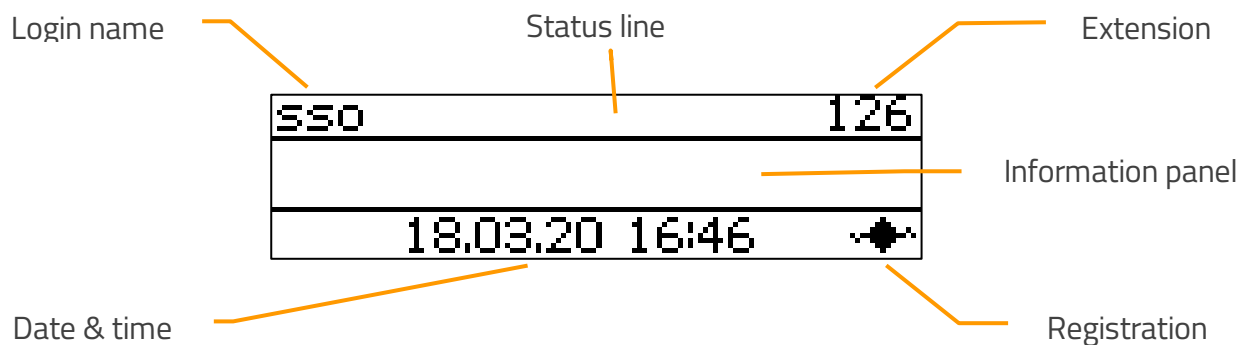 Login name
Status line
Extension
sso
126
Information panel
18.03.20 16:46
Date & time
Registration